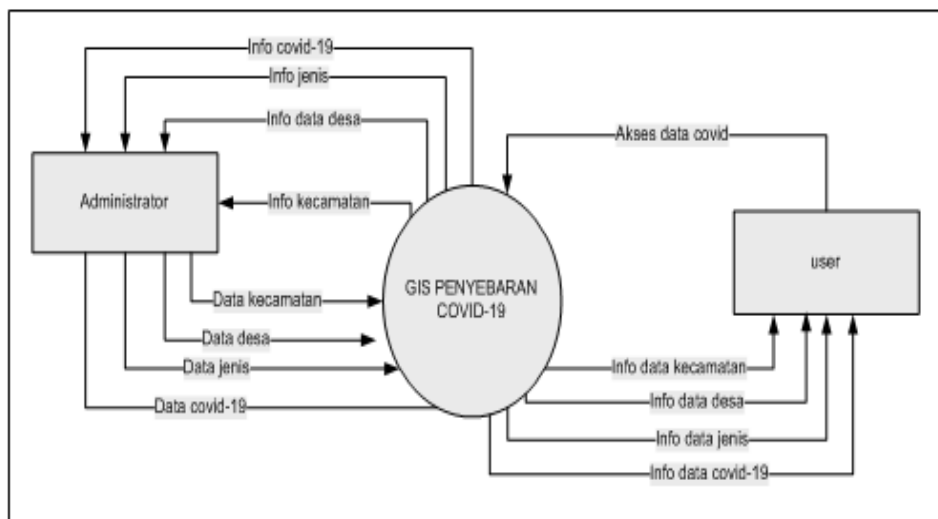 Info covid-19
Info jenis
Info data desa
Akses data covid
Administrator
Info kecamatan
user
GIS PENYEBARAN
COVID-19
Data kecamatan
Data desa
Data jenis
Data covid-19
Info data kecamatan
Info data desa
Info data jenis
Info data covid-19